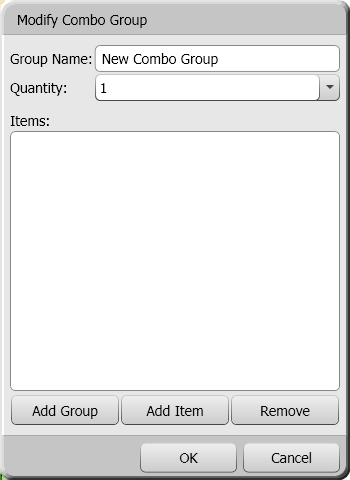 Modify Combo Group
Group Name: New Combo Group
Quantity: 1
Items:
Add Group Add Item Remove
OK Cancel